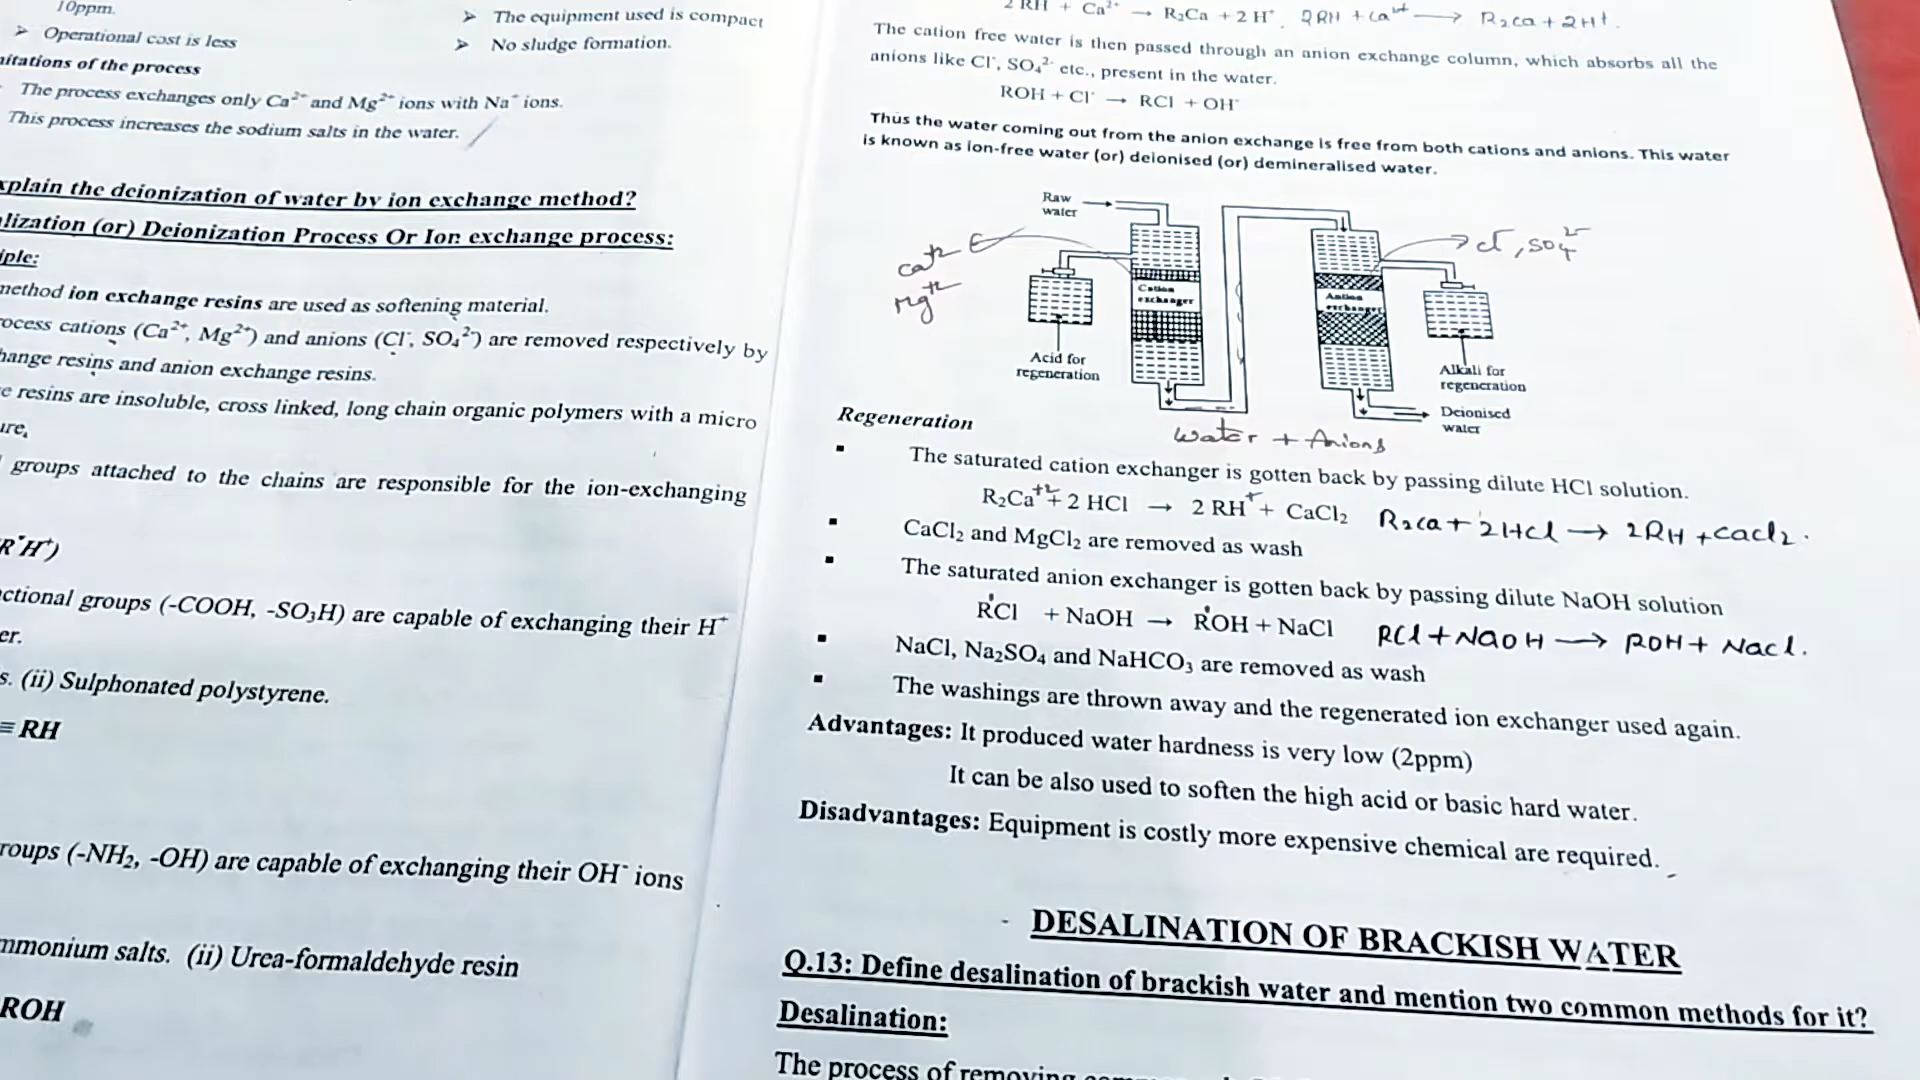 10ppm.
➢ Operational cost is less
➢ The equipment used is compact
➢ No sludge formation.
itations of the process
The process exchanges only Ca²⁺ and Mg²⁺ ions with Na⁺ ions.
This process increases the sodium salts in the water.
xplain the deionization of water by ion exchange method?
lization (or) Deionization Process Or Ion exchange process:
iple:
method ion exchange resins are used as softening material.
ocess cations (Ca²⁺, Mg²⁺) and anions (Cl⁻, SO₄²⁻) are removed respectively by
hange resins and anion exchange resins.
e resins are insoluble, cross linked, long chain organic polymers with a micro
ure,
groups attached to the chains are responsible for the ion-exchanging
R⁻H⁺)
ctional groups (-COOH, -SO₃H) are capable of exchanging their H⁺
er.
s. (ii) Sulphonated polystyrene.
≡ RH
roups (-NH₂, -OH) are capable of exchanging their OH⁻ ions
mmonium salts. (ii) Urea-formaldehyde resin
ROH
2 RH + Ca²⁺ → R₂Ca + 2 H⁺. 2RH + Ca⁺⁺ → R₂ca + 2H⁺.
The cation free water is then passed through an anion exchange column, which absorbs all the
anions like Cl⁻, SO₄²⁻ etc., present in the water.
ROH + Cl⁻ → RCl + OH⁻
Thus the water coming out from the anion exchange is free from both cations and anions. This water
is known as ion-free water (or) deionised (or) demineralised water.
Raw
water
ca⁺²
Mg⁺²
Cl⁻, SO₄²⁻
Cation
exchanger
Anion
exchanger
Acid for
regeneration
Alkali for
regeneration
Deionised
water
Water + Anions
Regeneration
▪ The saturated cation exchanger is gotten back by passing dilute HCl solution.
R₂Ca⁺² + 2 HCl → 2 RH⁺ + CaCl₂ R₂ca + 2HCl → 2RH + cacl₂.
▪ CaCl₂ and MgCl₂ are removed as wash
▪ The saturated anion exchanger is gotten back by passing dilute NaOH solution
RCl + NaOH → ROH + NaCl RCl + NaOH → ROH + Nacl.
▪ NaCl, Na₂SO₄ and NaHCO₃ are removed as wash
▪ The washings are thrown away and the regenerated ion exchanger used again.
Advantages: It produced water hardness is very low (2ppm)
It can be also used to soften the high acid or basic hard water.
Disadvantages: Equipment is costly more expensive chemical are required.
- DESALINATION OF BRACKISH WATER
Q.13: Define desalination of brackish water and mention two common methods for it?
Desalination:
The process of removing